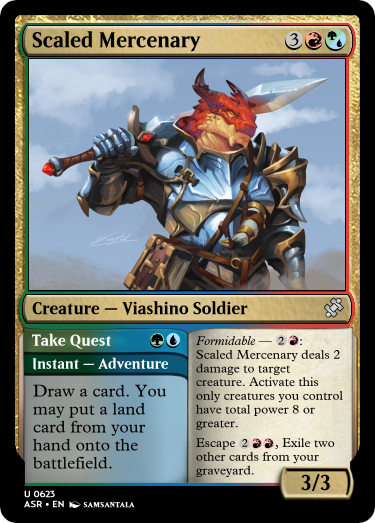 Scaled Mercenary 3
Creature — Viashino Soldier
Take Quest
Instant — Adventure
Draw a card. You
may put a land
card from your
hand onto the
battlefield.
Formidable — 2 :
Scaled Mercenary deals 2
damage to target
creature. Activate this
only creatures you control
have total power 8 or
greater.
Escape 2 , Exile two
other cards from your
graveyard.
3/3
U 0623
ASR • EN SAMSANTALA